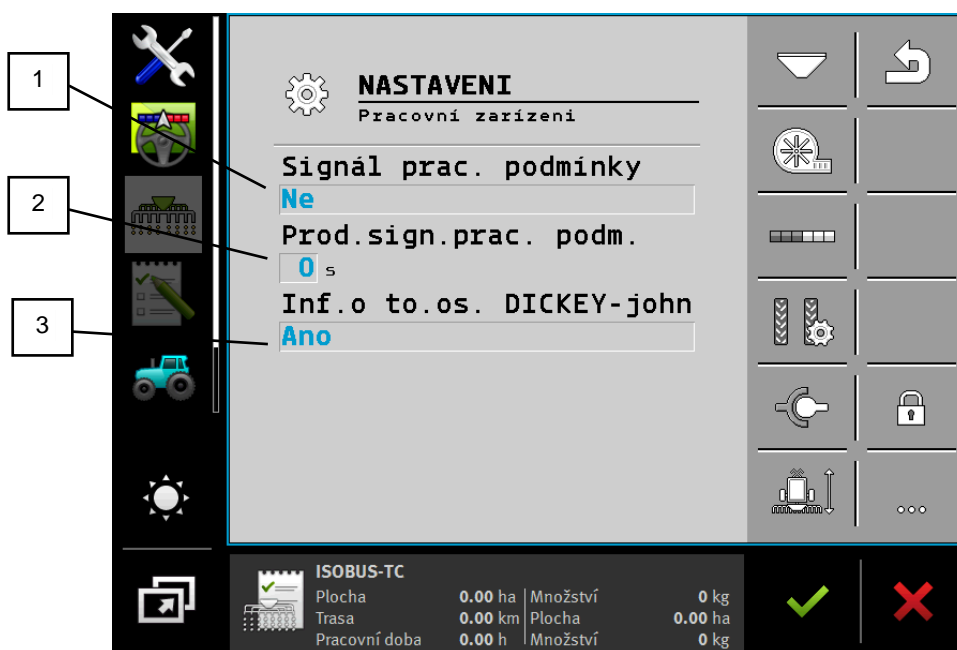 1
2
3
NASTAVENI
Pracovní zarízeni
Signál prac. podmínky
Ne
Prod.sign.prac. podm.
0 s
Inf.o to.os. DICKEY-john
Ano
ISOBUS-TC
Plocha 0.00 ha Množství 0 kg
Trasa 0.00 km Plocha 0.00 ha
Pracovní doba 0.00 h Množství 0 kg